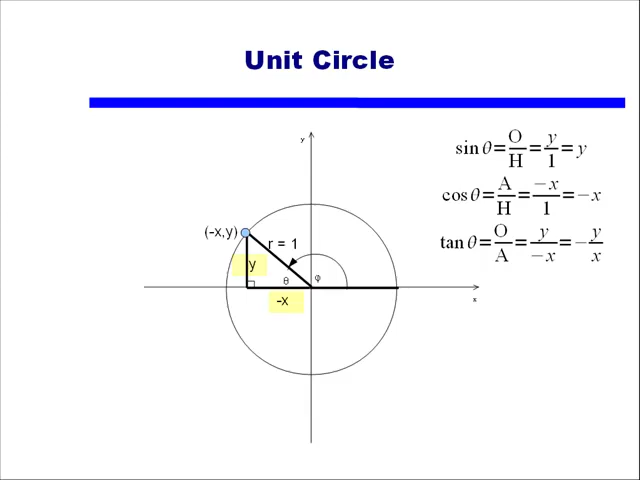 Unit Circle
y
sin θ = O/H = y/1 = y
cos θ = A/H = −x/1 = −x
tan θ = O/A = y/−x = −y/x
(-x,y)
r = 1
y
θ
φ
-x
x